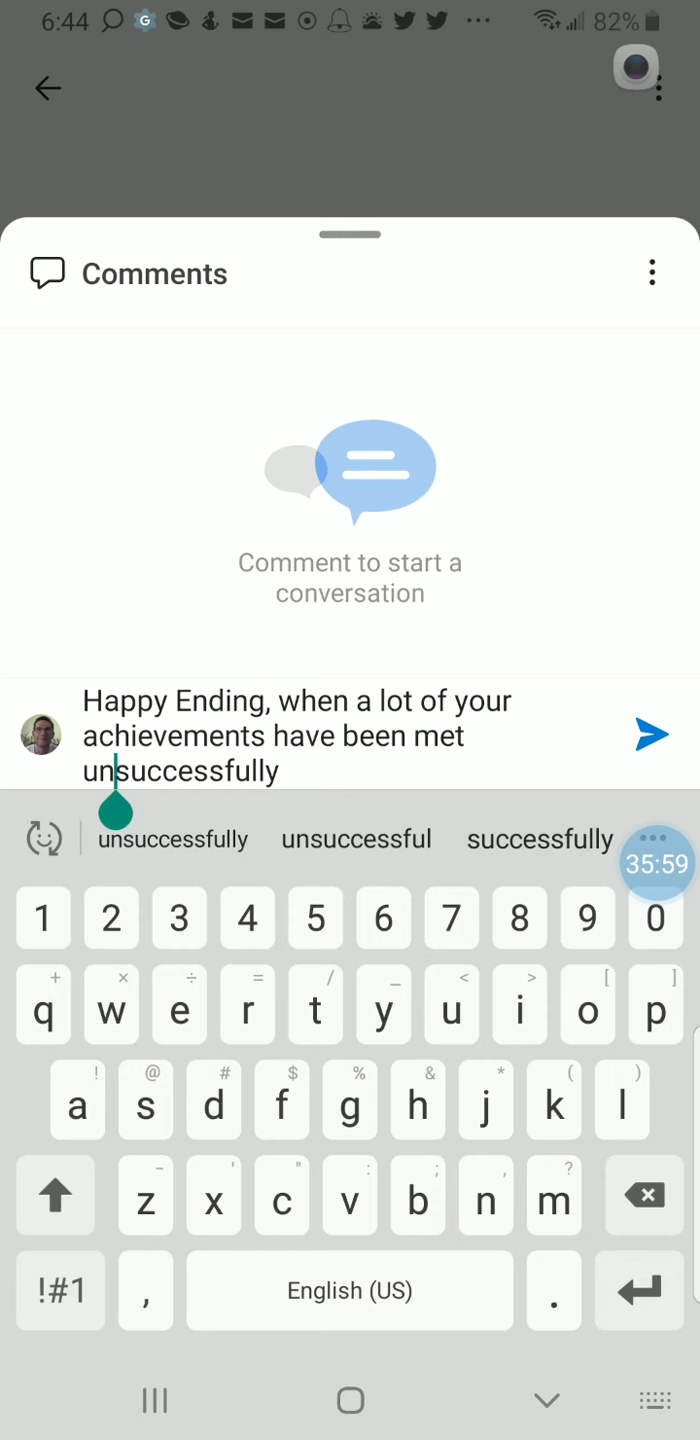 6:44 G 82%
Comments
Comment to start a
conversation
Happy Ending, when a lot of your
achievements have been met
unsuccessfully
unsuccessfully unsuccessful successfully
35:59
1 2 3 4 5 6 7 8 9 0
+ × ÷ = / _ < > [ ]
q w e r t y u i o p
! @ # $ % & * ( )
a s d f g h j k l
- ' " : ; , ?
z x c v b n m
!#1 , English (US) .